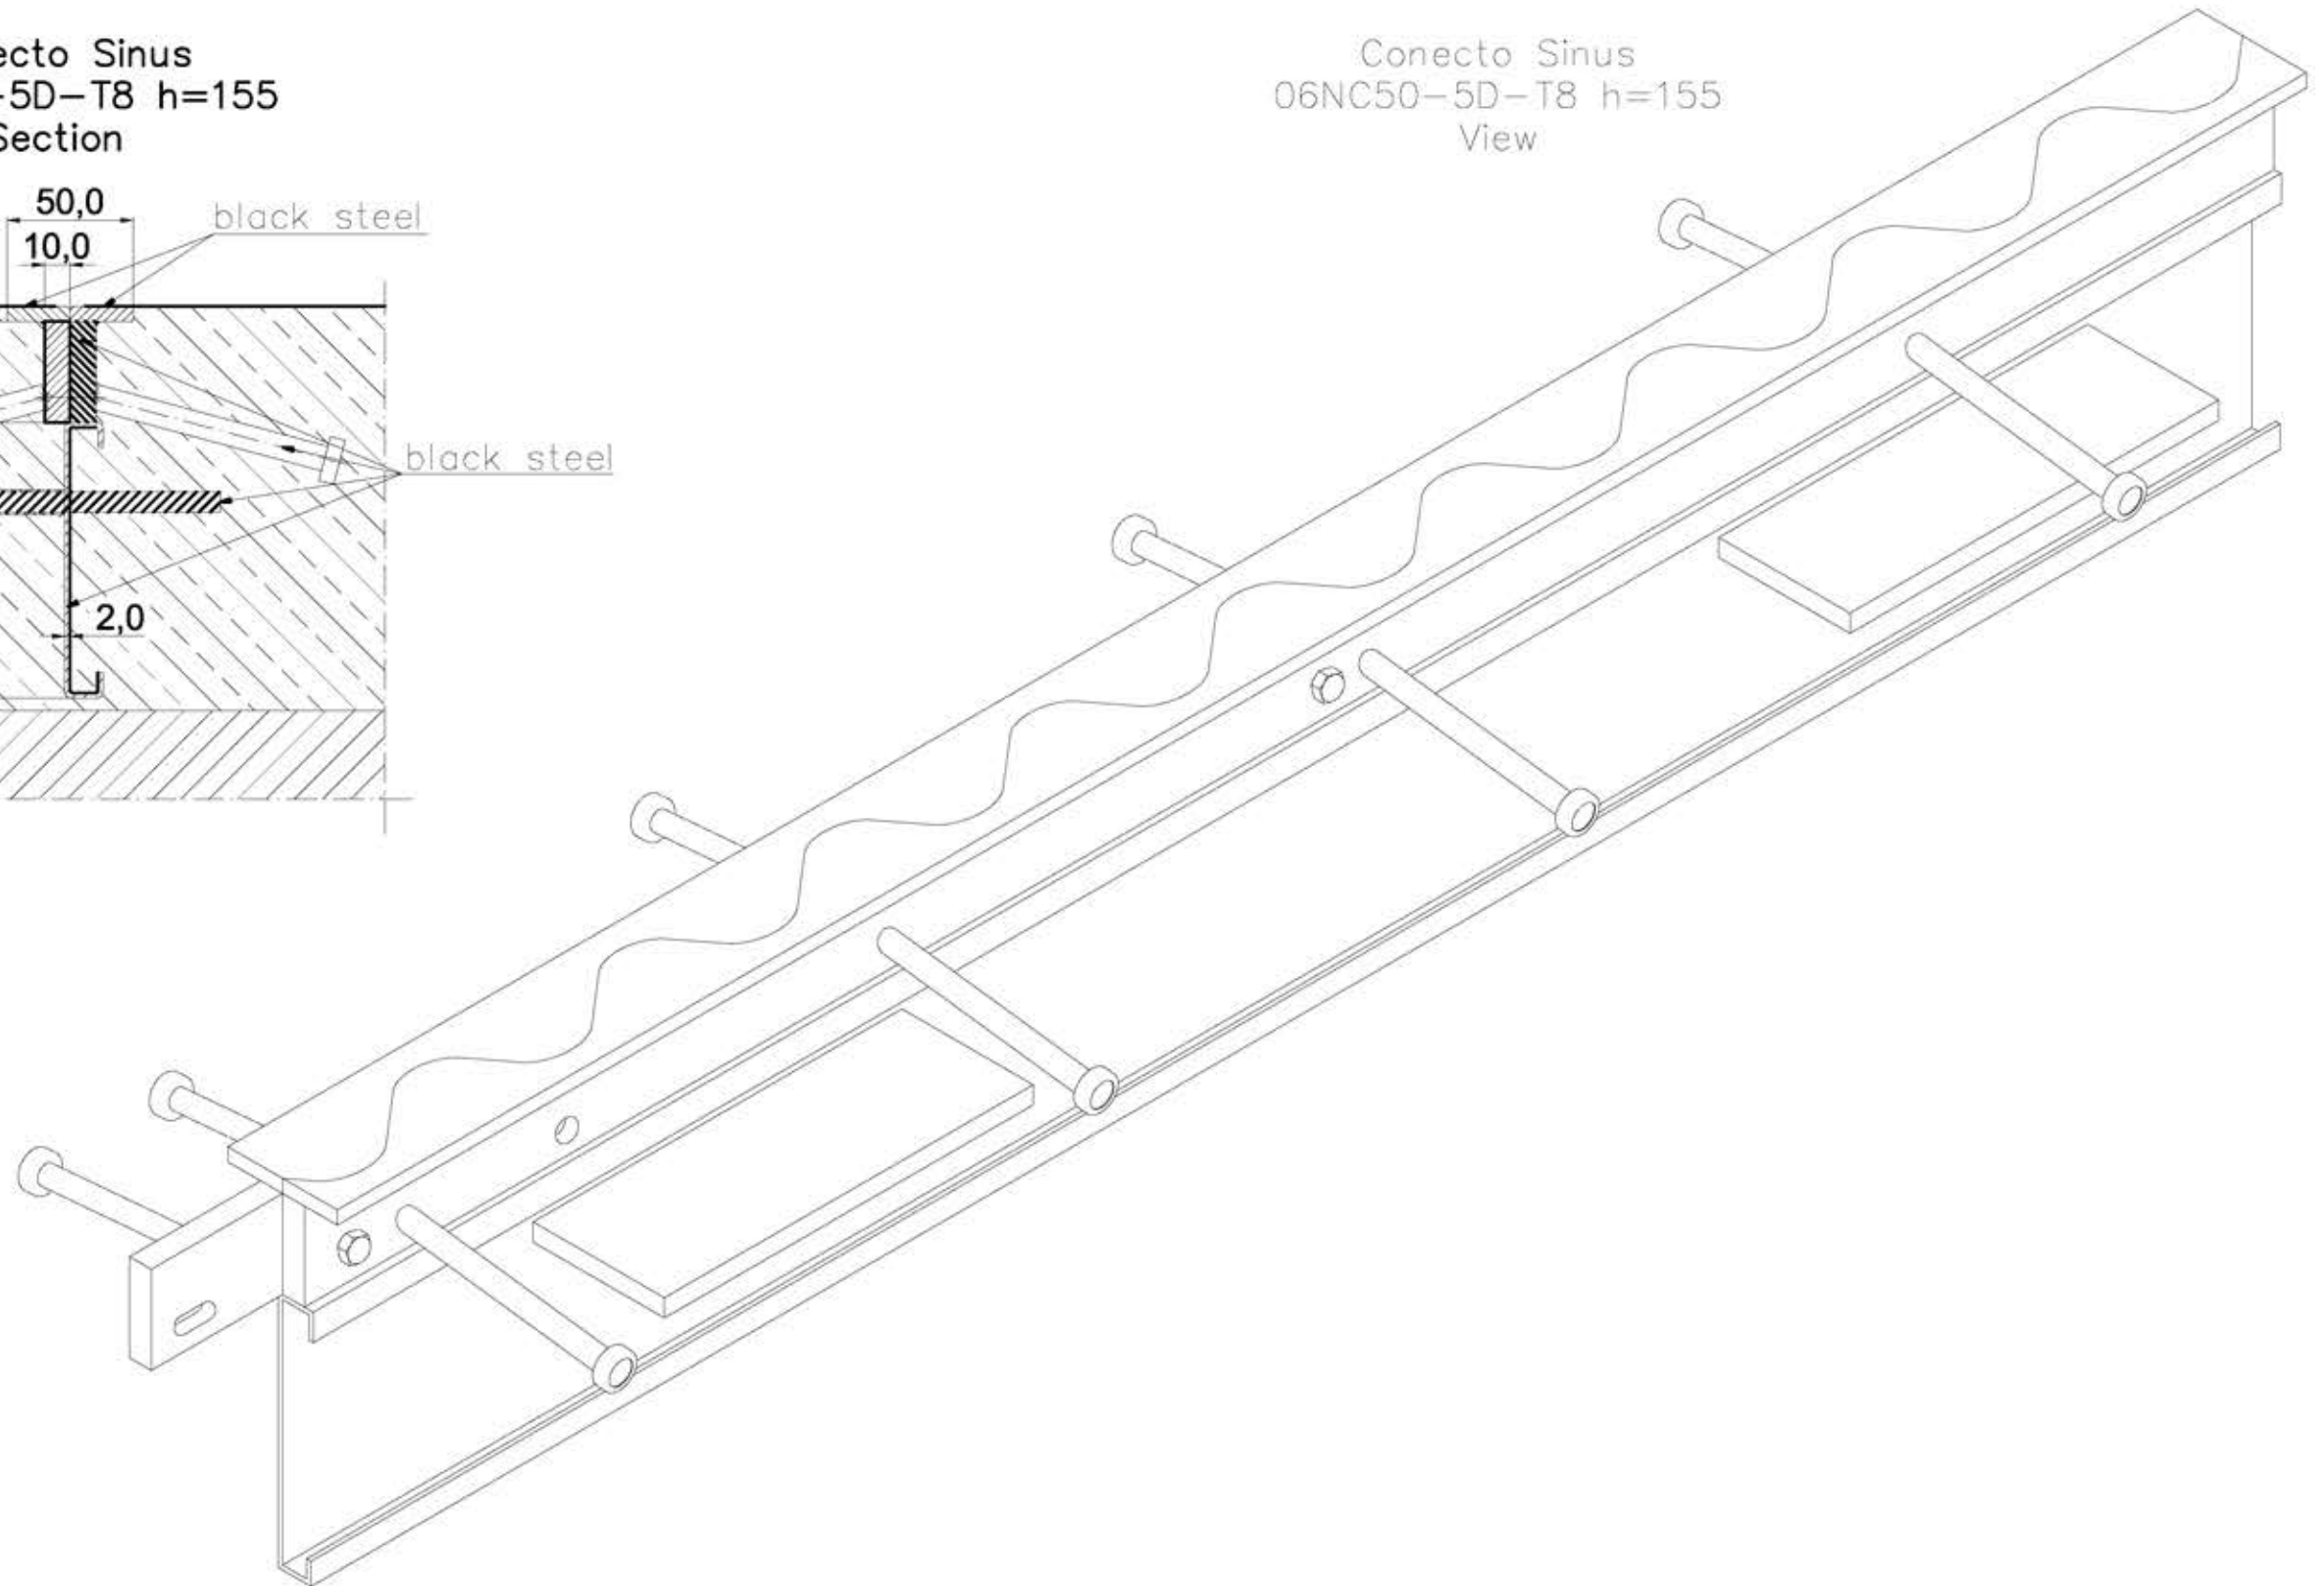 ecto Sinus
-5D-T8 h=155
Section
50,0
10,0
black steel
black steel
2,0
Conecto Sinus
06NC50-5D-T8 h=155
View